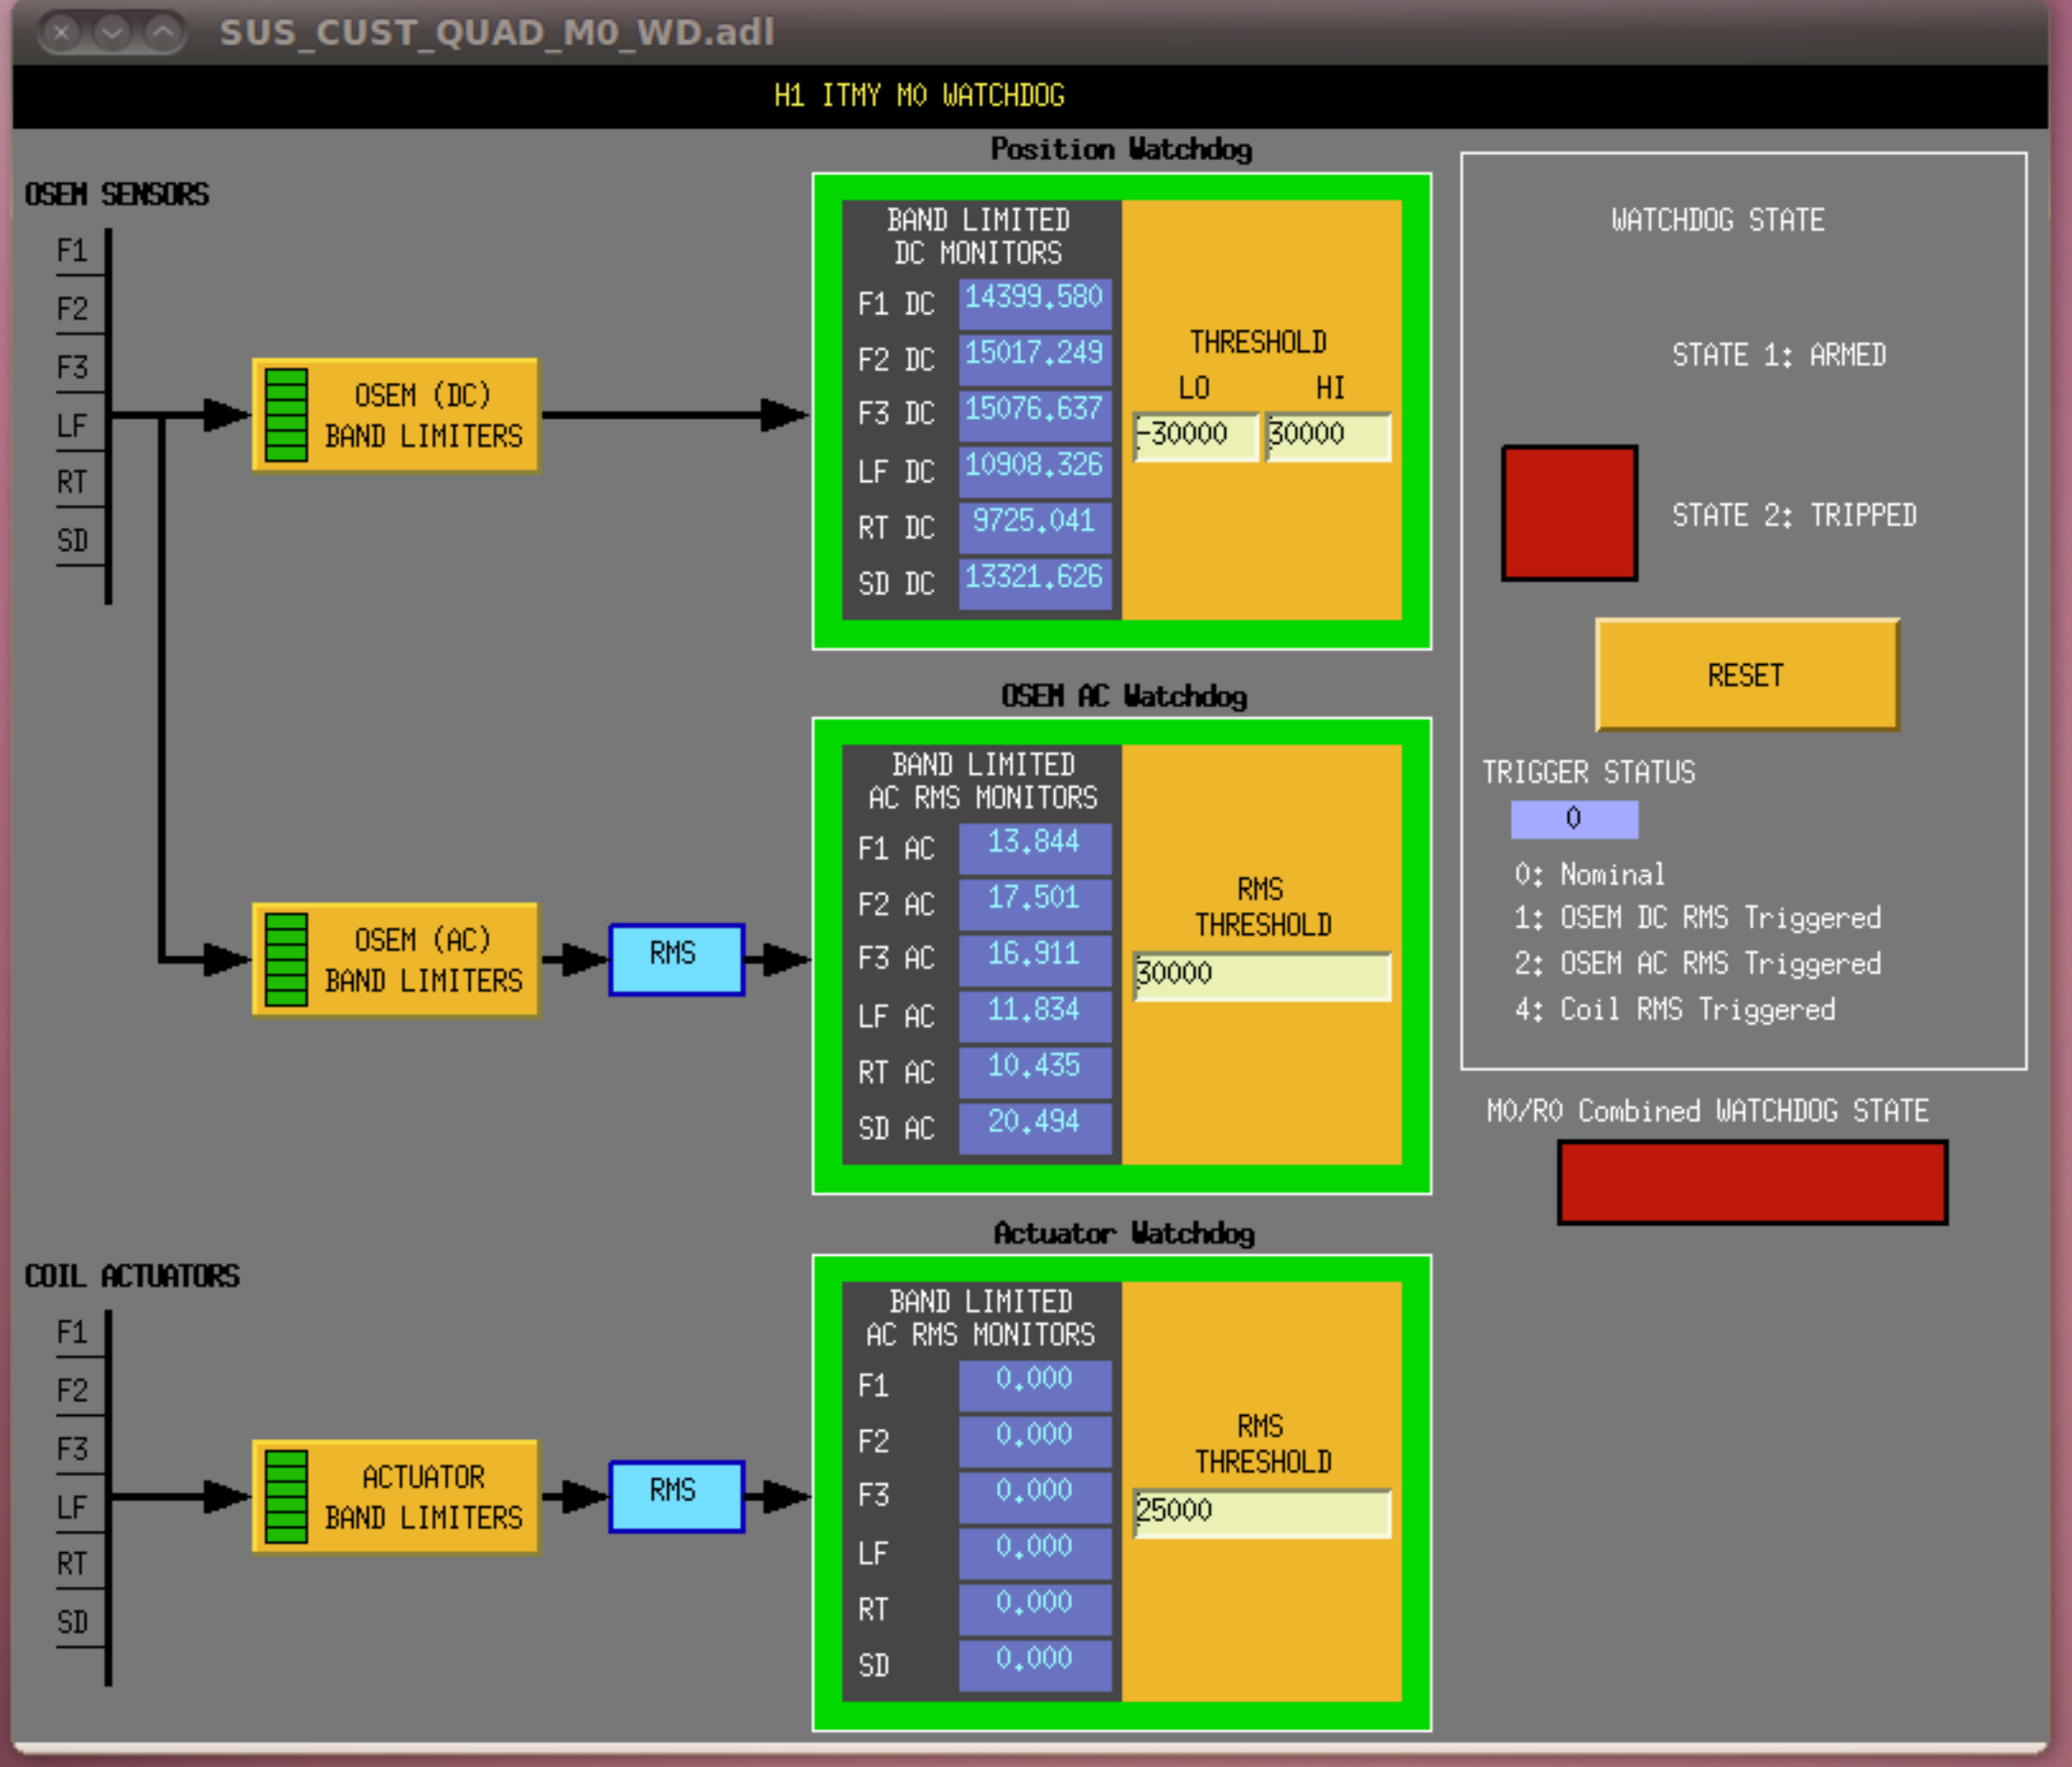 SUS_CUST_QUAD_M0_WD.adl
H1 ITMY M0 WATCHDOG
OSEM SENSORS
F1
F2
F3
LF
RT
SD
OSEM (DC)
BAND LIMITERS
Position Watchdog
BAND LIMITED
DC MONITORS
F1 DC 14399.580
F2 DC 15017.249
F3 DC 15076.637
LF DC 10908.326
RT DC 9725.041
SD DC 13321.626
THRESHOLD
LO HI
-30000 30000
OSEM (AC)
BAND LIMITERS
RMS
OSEM AC Watchdog
BAND LIMITED
AC RMS MONITORS
F1 AC 13.844
F2 AC 17.501
F3 AC 16.911
LF AC 11.834
RT AC 10.435
SD AC 20.494
RMS
THRESHOLD
30000
COIL ACTUATORS
F1
F2
F3
LF
RT
SD
ACTUATOR
BAND LIMITERS
RMS
Actuator Watchdog
BAND LIMITED
AC RMS MONITORS
F1 0.000
F2 0.000
F3 0.000
LF 0.000
RT 0.000
SD 0.000
RMS
THRESHOLD
25000
WATCHDOG STATE
STATE 1: ARMED
STATE 2: TRIPPED
RESET
TRIGGER STATUS
0
0: Nominal
1: OSEM DC RMS Triggered
2: OSEM AC RMS Triggered
4: Coil RMS Triggered
M0/R0 Combined WATCHDOG STATE